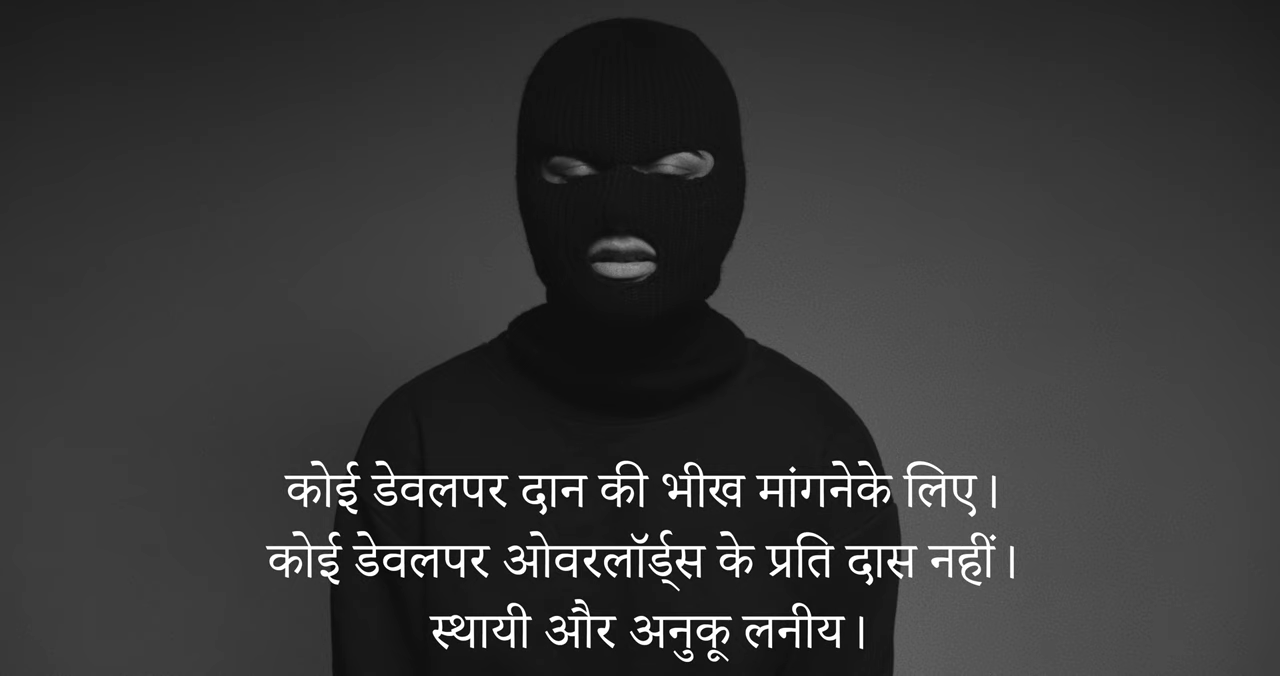 कोई डेवलपर दान की भीख मांगनेके लिए।
कोई डेवलपर ओवरलॉर्ड्स के प्रति दास नहीं।
स्थायी और अनुकू लनीय।